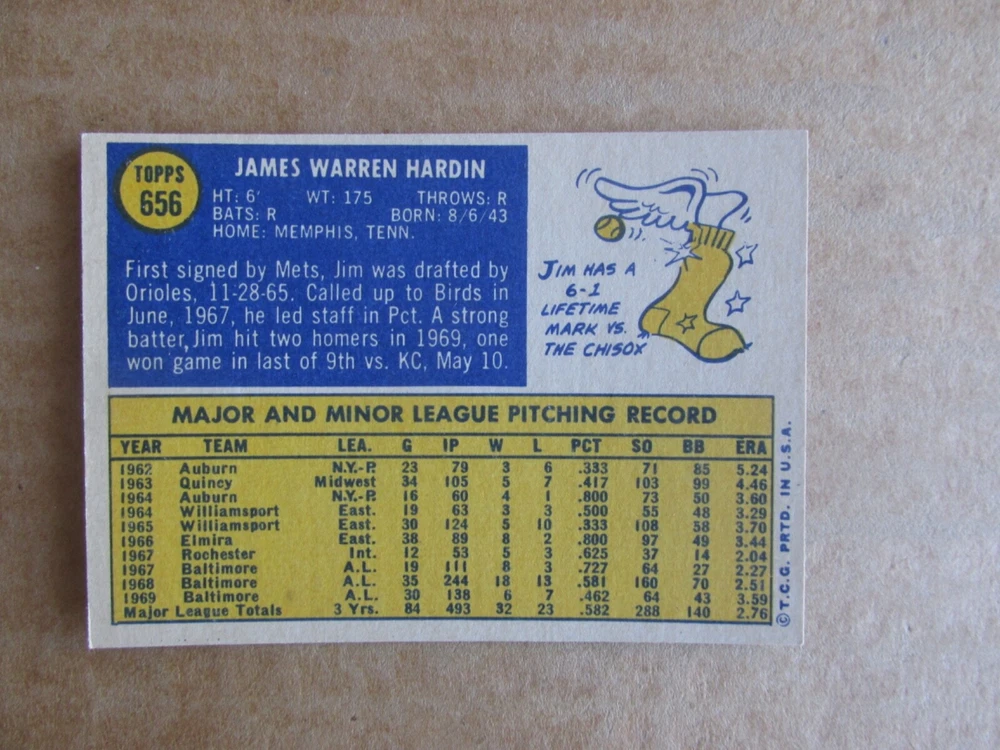 TOPPS
656
JAMES WARREN HARDIN
HT: 6' WT: 175 THROWS: R
BATS: R BORN: 8/6/43
HOME: MEMPHIS, TENN.
First signed by Mets, Jim was drafted by
Orioles, 11-28-65. Called up to Birds in
June, 1967, he led staff in Pct. A strong
batter, Jim hit two homers in 1969, one
won game in last of 9th vs. KC, May 10.
JIM HAS A
6-1
LIFETIME
MARK VS.
THE CHISOX
MAJOR AND MINOR LEAGUE PITCHING RECORD
YEAR TEAM LEA. G IP W L PCT SO BB ERA
1962 Auburn N.Y.-P. 23 79 3 6 .333 71 85 5.24
1963 Quincy Midwest 34 105 5 7 .417 103 99 4.46
1964 Auburn N.Y.-P. 16 60 4 1 .800 73 50 3.60
1964 Williamsport East. 19 63 3 3 .500 55 48 3.29
1965 Williamsport East. 30 124 5 10 .333 108 58 3.70
1966 Elmira East. 38 89 8 2 .800 97 49 3.44
1967 Rochester Int. 12 53 5 3 .625 37 14 2.04
1967 Baltimore A.L. 19 111 8 3 .727 64 27 2.27
1968 Baltimore A.L. 35 244 18 13 .581 160 70 2.51
1969 Baltimore A.L. 30 138 6 7 .462 64 43 3.59
Major League Totals 3 Yrs. 84 493 32 23 .582 288 140 2.76
© T.C.G. PRTD. IN U.S.A.